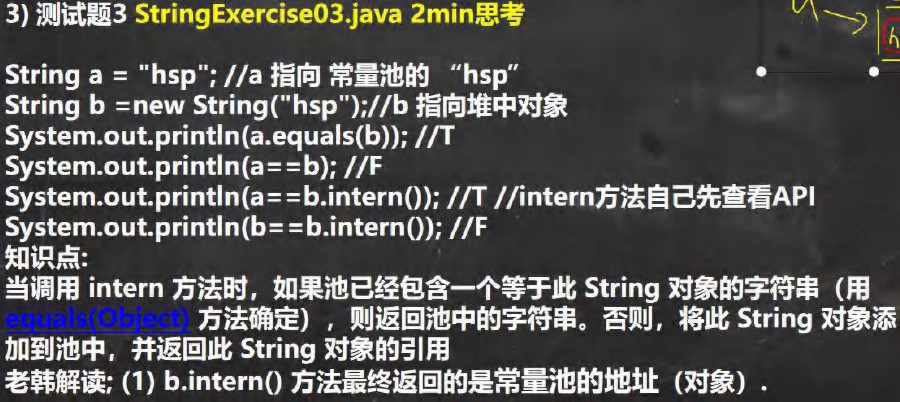 3) 测试题3 StringExercise03.java 2min思考
String a = "hsp"; //a 指向 常量池的 “hsp”
String b =new String("hsp");//b 指向堆中对象
System.out.println(a.equals(b)); //T
System.out.println(a==b); //F
System.out.println(a==b.intern()); //T //intern方法自己先查看API
System.out.println(b==b.intern()); //F
知识点:
当调用 intern 方法时，如果池已经包含一个等于此 String 对象的字符串（用
equals(Object) 方法确定），则返回池中的字符串。否则，将此 String 对象添
加到池中，并返回此 String 对象的引用
老韩解读; (1) b.intern() 方法最终返回的是常量池的地址（对象）.